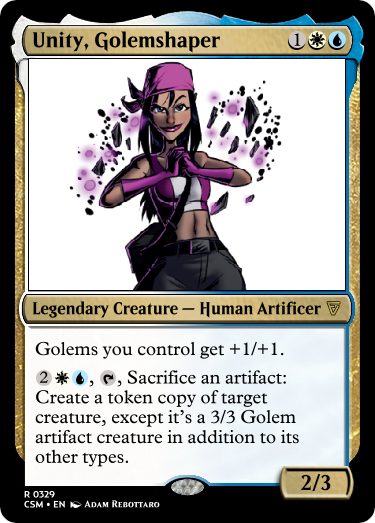 Unity, Golemshaper 1
Legendary Creature — Human Artificer
Golems you control get +1/+1.
2, , Sacrifice an artifact:
Create a token copy of target
creature, except it's a 3/3 Golem
artifact creature in addition to its
other types.
2/3
R 0329
CSM • EN Adam Rebottaro